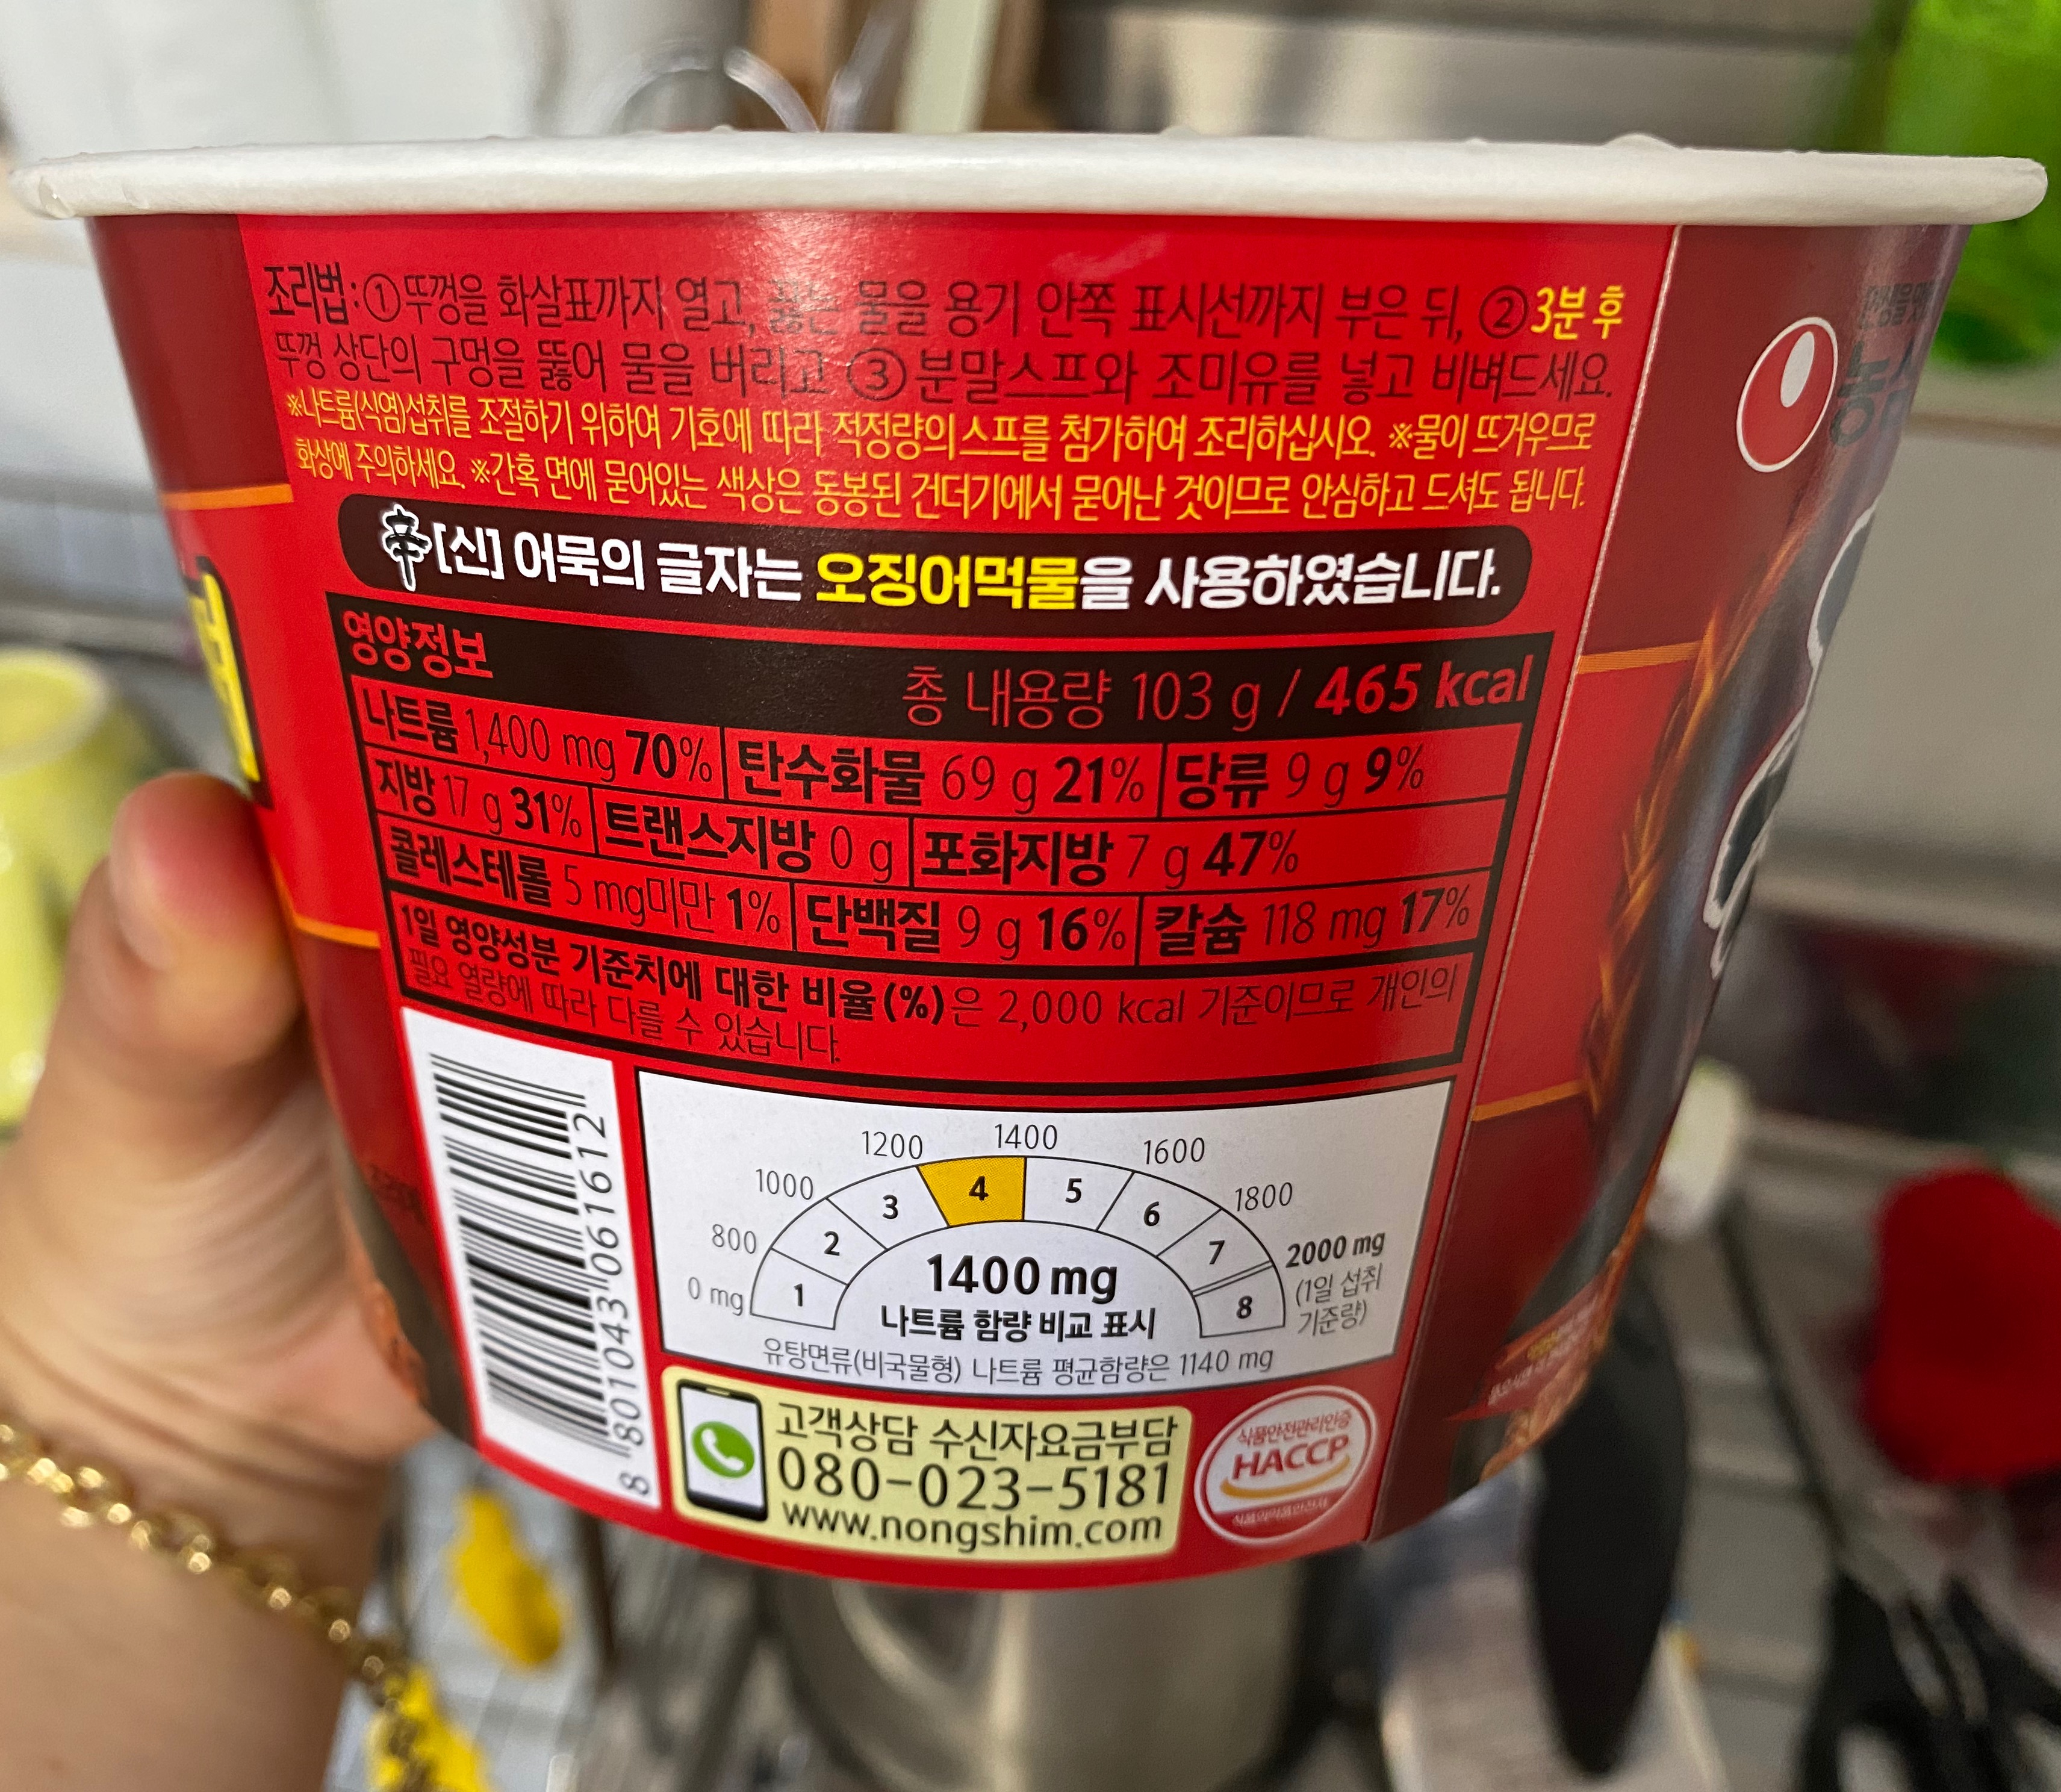 조리법:①뚜껑을 화살표까지 열고, 끓는 물을 용기 안쪽 표시선까지 부은 뒤, ②3분 후
뚜껑 상단의 구멍을 뚫어 물을 버리고 ③분말스프와 조미유를 넣고 비벼드세요.
※나트륨(식염)섭취를 조절하기 위하여 기호에 따라 적정량의 스프를 첨가하여 조리하십시오. ※물이 뜨거우므로
화상에 주의하세요. ※간혹 면에 묻어있는 색상은 동봉된 건더기에서 묻어난 것이므로 안심하고 드셔도 됩니다.
辛[신] 어묵의 글자는 오징어먹물을 사용하였습니다.
영양정보
총 내용량 103 g / 465 kcal
나트륨 1,400 mg 70% 탄수화물 69 g 21% 당류 9 g 9%
지방 17 g 31% 트랜스지방 0 g 포화지방 7 g 47%
콜레스테롤 5 mg미만 1% 단백질 9 g 16% 칼슘 118 mg 17%
1일 영양성분 기준치에 대한 비율(%)은 2,000 kcal 기준이므로 개인의
필요 열량에 따라 다를 수 있습니다.
8 801043 061612
0 mg 800 1000 1200 1400 1600 1800 2000 mg
(1일 섭취
기준량)
1 2 3 4 5 6 7 8
1400 mg
나트륨 함량 비교 표시
유탕면류(비국물형) 나트륨 평균함량은 1140 mg
고객상담 수신자요금부담
080-023-5181
www.nongshim.com
식품안전관리인증
HACCP
식품의약품안전처